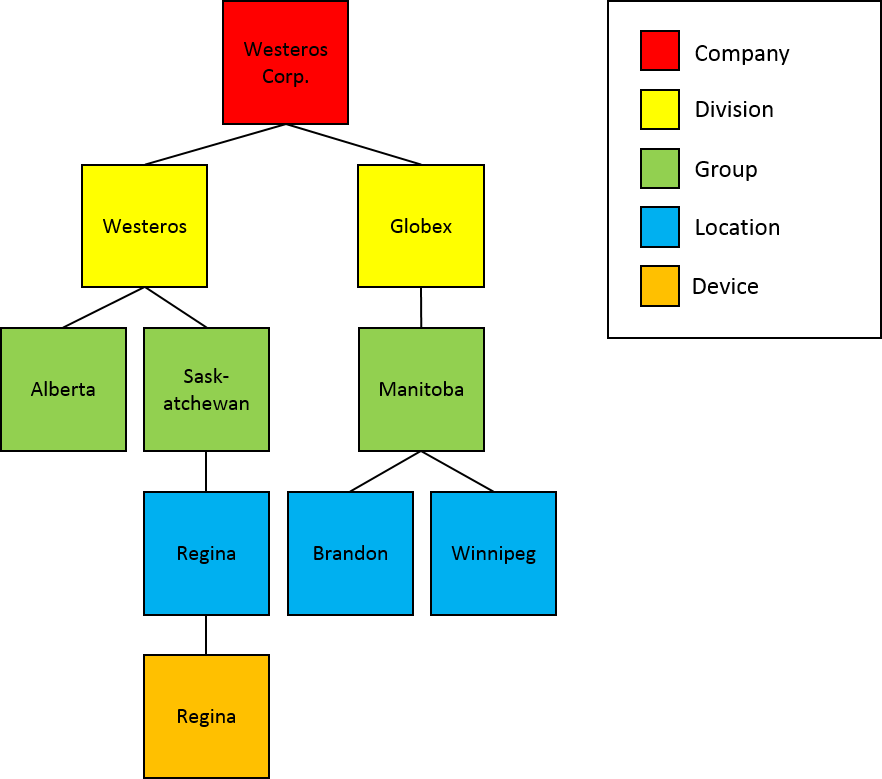 Westeros
Corp.
Company
Division
Group
Location
Device
Westeros
Globex
Alberta
Sask-
atchewan
Manitoba
Regina
Brandon
Winnipeg
Regina